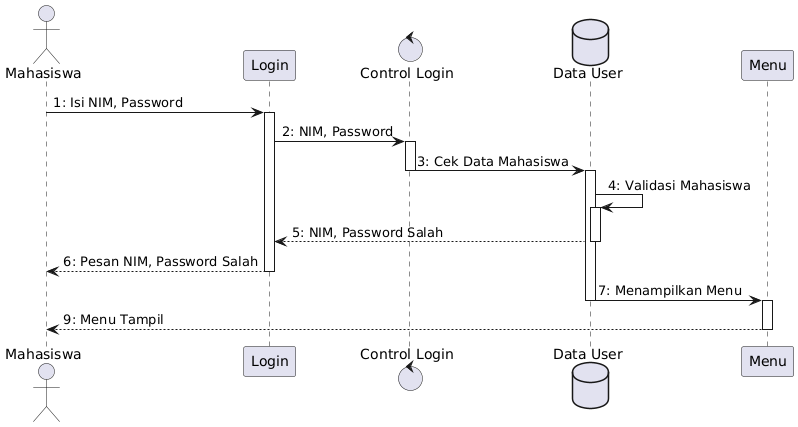 Mahasiswa
Login
Control Login
Data User
Menu
1: Isi NIM, Password
2: NIM, Password
3: Cek Data Mahasiswa
4: Validasi Mahasiswa
5: NIM, Password Salah
6: Pesan NIM, Password Salah
7: Menampilkan Menu
9: Menu Tampil
Mahasiswa
Login
Control Login
Data User
Menu